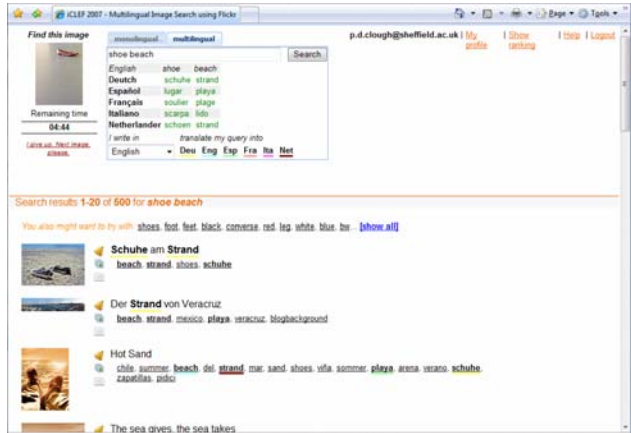 iCLEF 2007 - Multilingual Image Search using Flickr
Page Tools
Find this image
monolingual... multilingual
p.d.clough@sheffield.ac.uk | My profile | Show ranking | Help | Logout
shoe beach Search
English shoe beach
Deutch schuhe strand
Español lugar playa
Français soulier plage
Italiano scarpa lido
Netherlander schoen strand
Remaining time
04:44
I give up. Next image, please.
I write in translate my query into
English Deu Eng Esp Fra Ita Net
Search results 1-20 of 500 for shoe beach
You also might want to try with shoes, foot, feet, black, converse, red, leg, white, blue, bw... [show all]
Schuhe am Strand
beach, strand, shoes, schuhe
Der Strand von Veracruz
beach, strand, mexico, playa, veracruz, blogbackground
Hot Sand
chile, summer, beach, del, strand, mar, sand, shoes, viña, sommer, playa, arena, verano, schuhe,
zapatillas, pidici
The sea gives, the sea takes